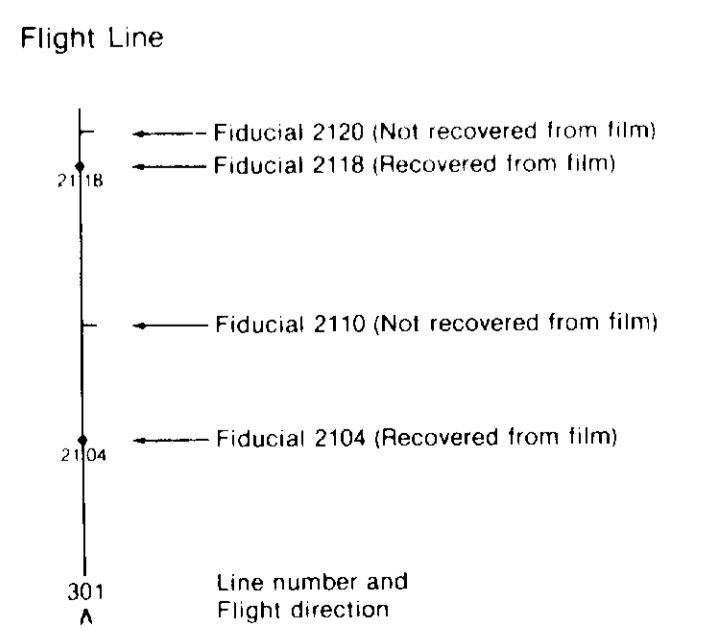 Flight Line
Fiducial 2120 (Not recovered from film)
Fiducial 2118 (Recovered from film)
2118
Fiducial 2110 (Not recovered from film)
Fiducial 2104 (Recovered from film)
2104
301
Line number and
Flight direction